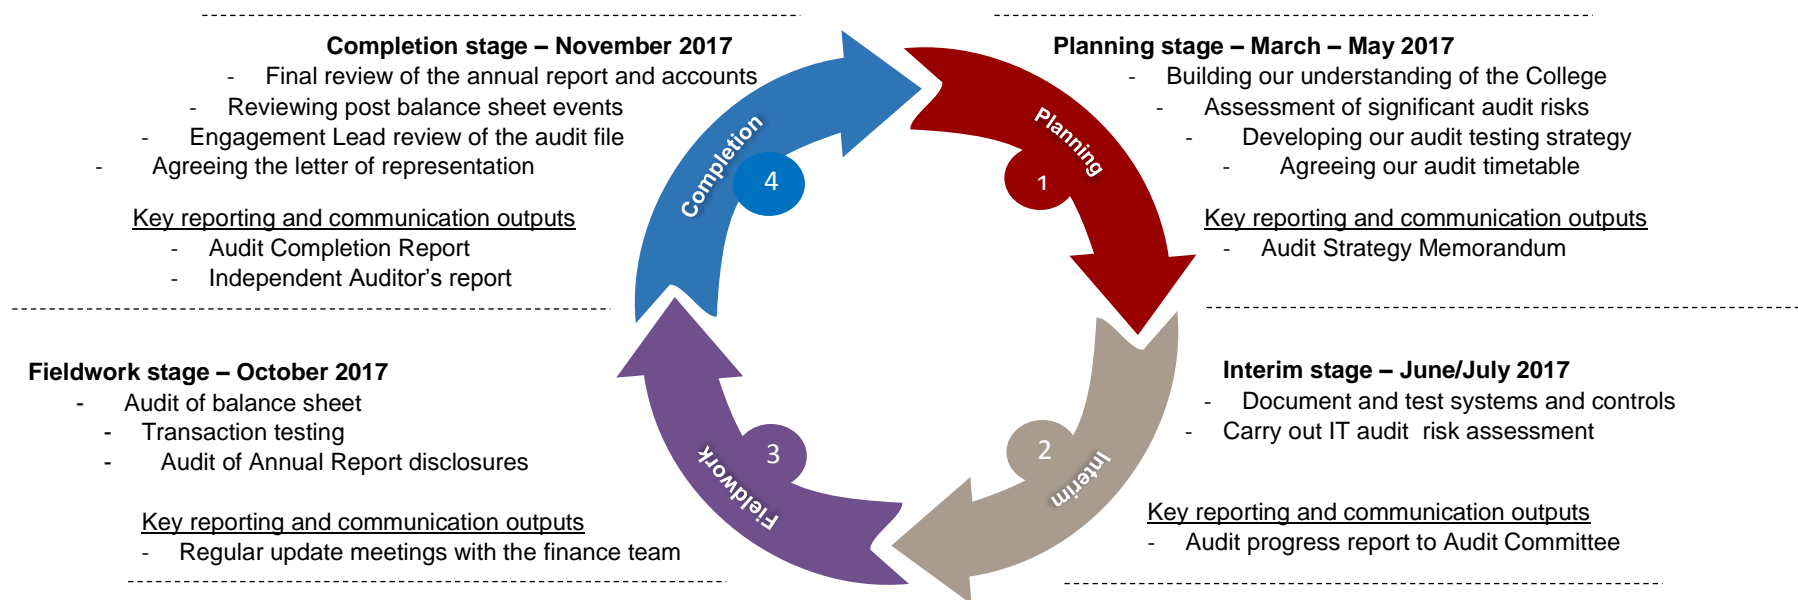 Completion stage – November 2017
- Final review of the annual report and accounts
- Reviewing post balance sheet events
- Engagement Lead review of the audit file
- Agreeing the letter of representation
Key reporting and communication outputs
- Audit Completion Report
- Independent Auditor’s report
Planning stage – March – May 2017
- Building our understanding of the College
- Assessment of significant audit risks
- Developing our audit testing strategy
- Agreeing our audit timetable
Key reporting and communication outputs
- Audit Strategy Memorandum
Completion
4
Planning
1
Fieldwork
3
Interim
2
Fieldwork stage – October 2017
- Audit of balance sheet
- Transaction testing
- Audit of Annual Report disclosures
Key reporting and communication outputs
- Regular update meetings with the finance team
Interim stage – June/July 2017
- Document and test systems and controls
- Carry out IT audit risk assessment
Key reporting and communication outputs
- Audit progress report to Audit Committee